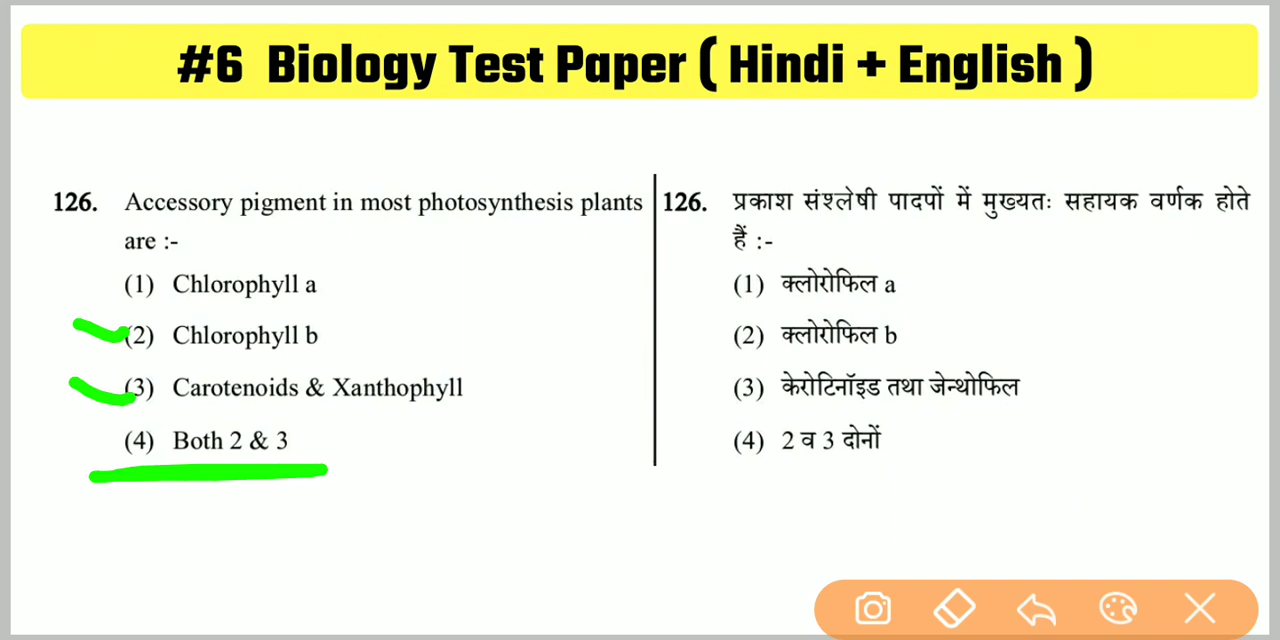 #6 Biology Test Paper ( Hindi + English )
126. Accessory pigment in most photosynthesis plants
are :-
(1) Chlorophyll a
(2) Chlorophyll b
(3) Carotenoids & Xanthophyll
(4) Both 2 & 3
126. प्रकाश संश्लेषी पादपों में मुख्यतः सहायक वर्णक होते
हैं :-
(1) क्लोरोफिल a
(2) क्लोरोफिल b
(3) केरोटिनॉइड तथा जेन्थोफिल
(4) 2 व 3 दोनों